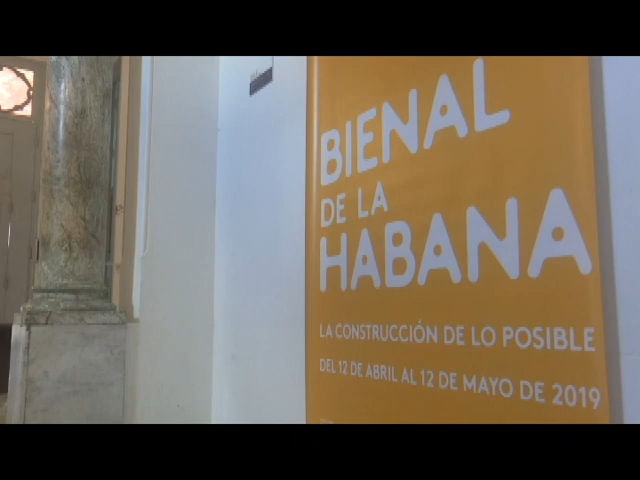 BIENAL
DE LA
HABANA
LA CONSTRUCCIÓN DE LO POSIBLE
DEL 12 DE ABRIL AL 12 DE MAYO DE 2019